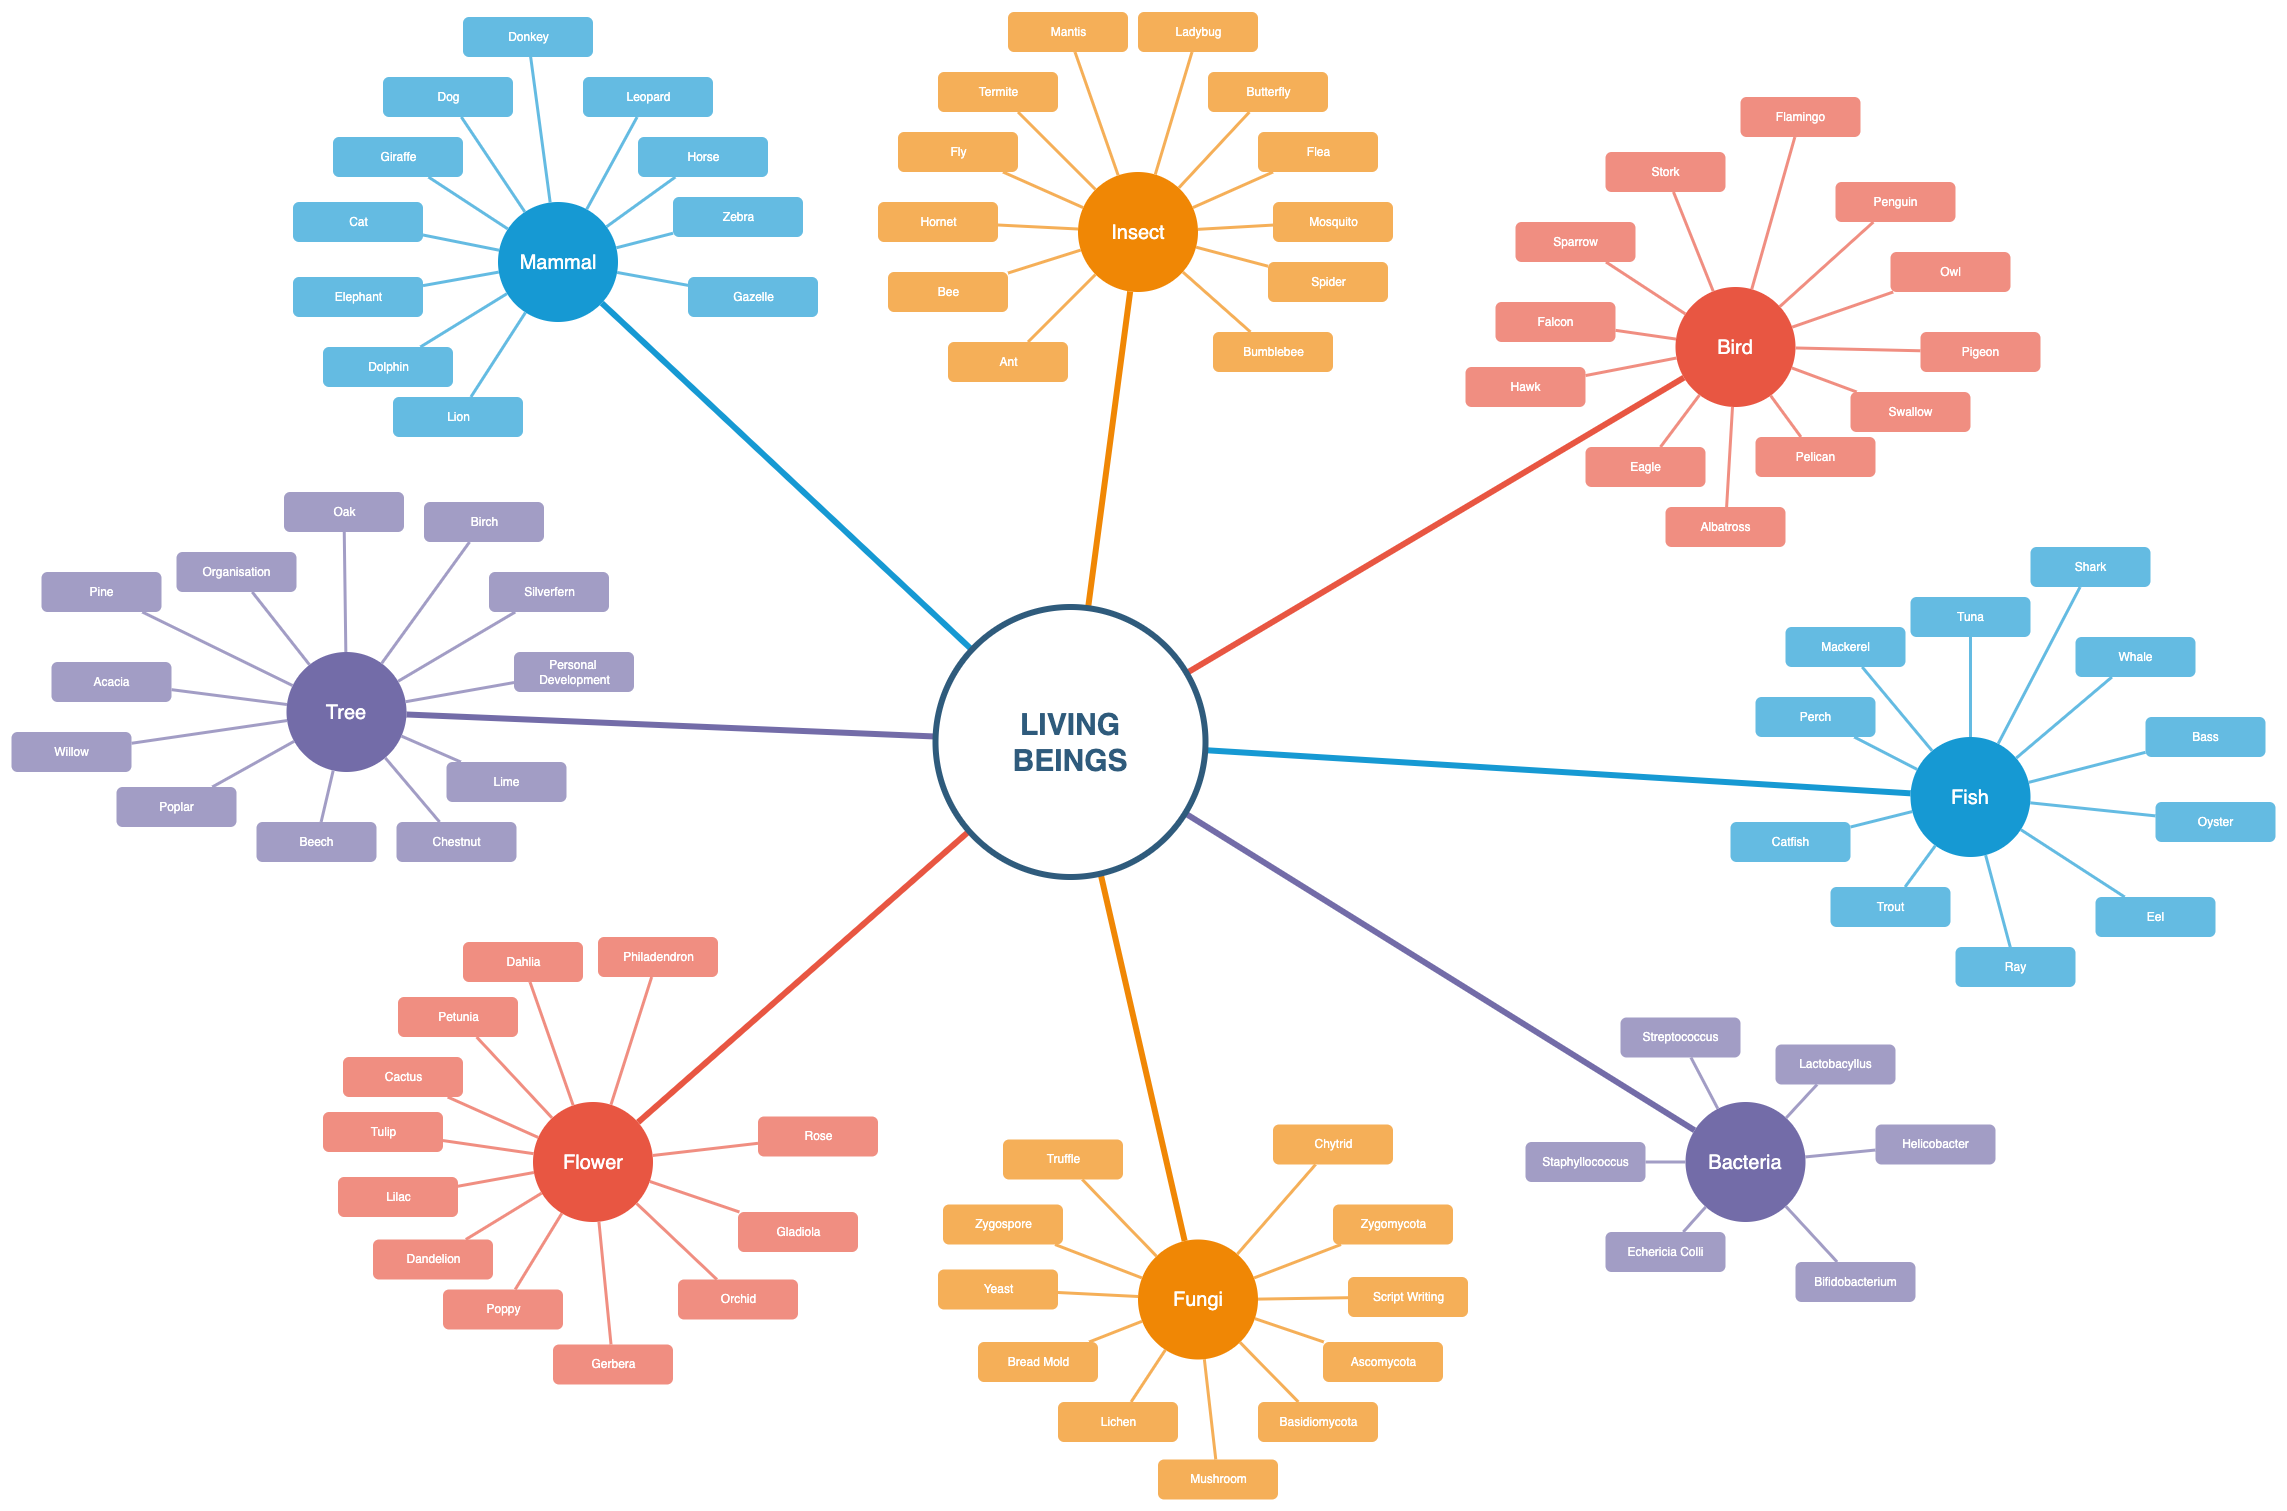 LIVING
BEINGS
Mammal
Donkey
Dog
Leopard
Giraffe
Horse
Cat
Zebra
Elephant
Gazelle
Dolphin
Lion
Insect
Mantis
Ladybug
Termite
Butterfly
Fly
Flea
Hornet
Mosquito
Bee
Spider
Ant
Bumblebee
Bird
Flamingo
Stork
Penguin
Sparrow
Owl
Falcon
Pigeon
Hawk
Swallow
Eagle
Pelican
Albatross
Tree
Oak
Birch
Organisation
Pine
Silverfern
Personal
Development
Acacia
Willow
Lime
Poplar
Beech
Chestnut
Fish
Shark
Tuna
Mackerel
Whale
Perch
Bass
Oyster
Catfish
Trout
Eel
Ray
Flower
Dahlia
Philadendron
Petunia
Cactus
Tulip
Rose
Lilac
Gladiola
Dandelion
Orchid
Poppy
Gerbera
Fungi
Truffle
Chytrid
Zygospore
Zygomycota
Yeast
Script Writing
Bread Mold
Ascomycota
Lichen
Basidiomycota
Mushroom
Bacteria
Streptococcus
Lactobacyllus
Helicobacter
Staphyllococcus
Echericia Colli
Bifidobacterium